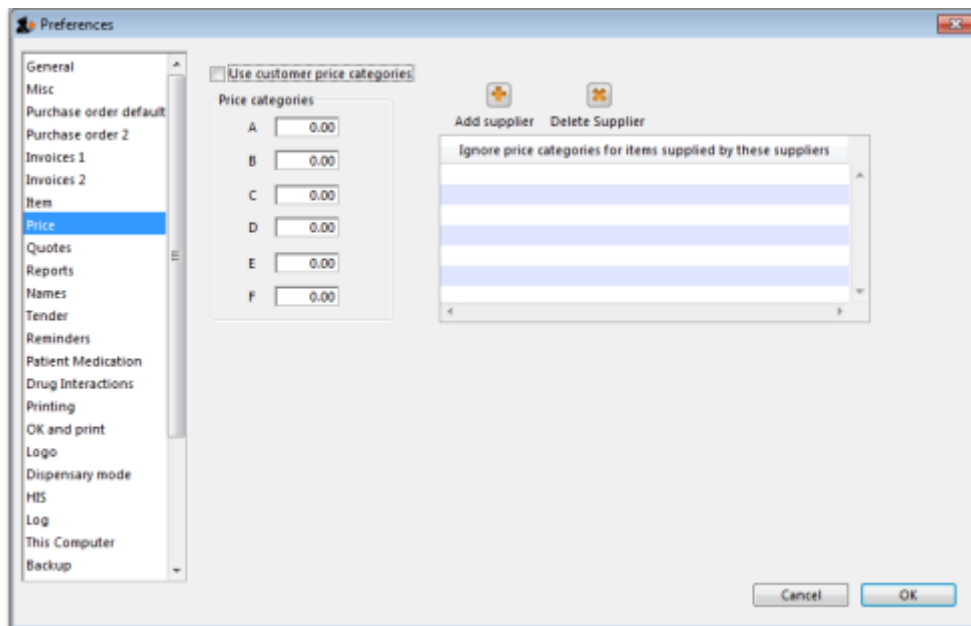 Preferences
General
Misc
Purchase order default
Purchase order 2
Invoices 1
Invoices 2
Item
Price
Quotes
Reports
Names
Tender
Reminders
Patient Medication
Drug Interactions
Printing
OK and print
Logo
Dispensary mode
HIS
Log
This Computer
Backup
Use customer price categories
Price categories
A 0.00
B 0.00
C 0.00
D 0.00
E 0.00
F 0.00
Add supplier Delete Supplier
Ignore price categories for items supplied by these suppliers
Cancel OK